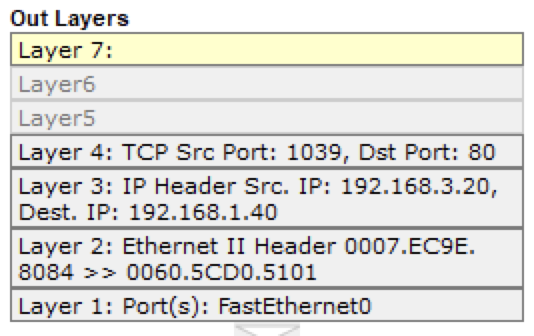 Out Layers
Layer 7:
Layer6
Layer5
Layer 4: TCP Src Port: 1039, Dst Port: 80
Layer 3: IP Header Src. IP: 192.168.3.20,
Dest. IP: 192.168.1.40
Layer 2: Ethernet II Header 0007.EC9E.
8084 >> 0060.5CD0.5101
Layer 1: Port(s): FastEthernet0